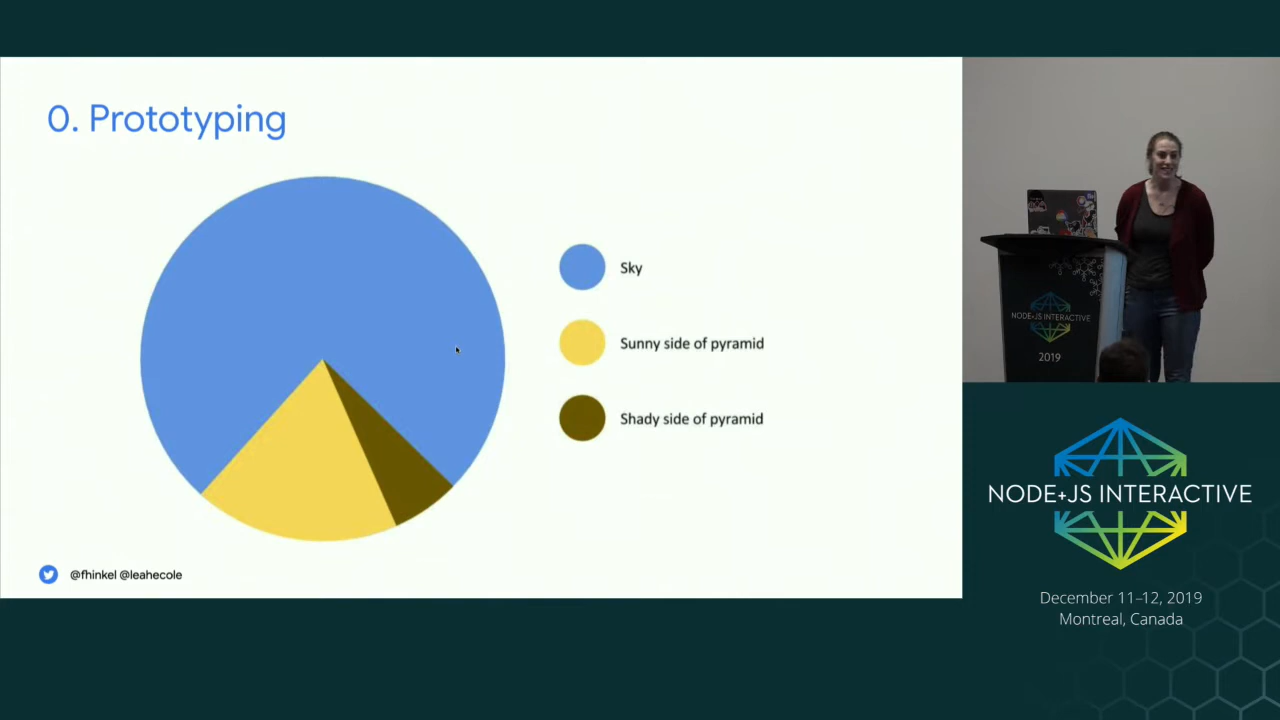 0. Prototyping
Sky
Sunny side of pyramid
Shady side of pyramid
@fhinkel @leahecole
NODE+JS INTERACTIVE
2019
NODE+JS INTERACTIVE
December 11–12, 2019
Montreal, Canada